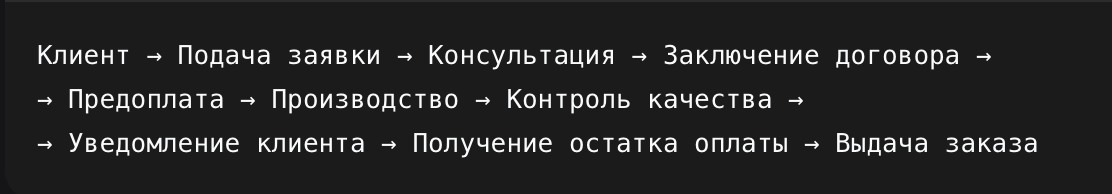 Клиент → Подача заявки → Консультация → Заключение договора →
→ Предоплата → Производство → Контроль качества →
→ Уведомление клиента → Получение остатка оплаты → Выдача заказа